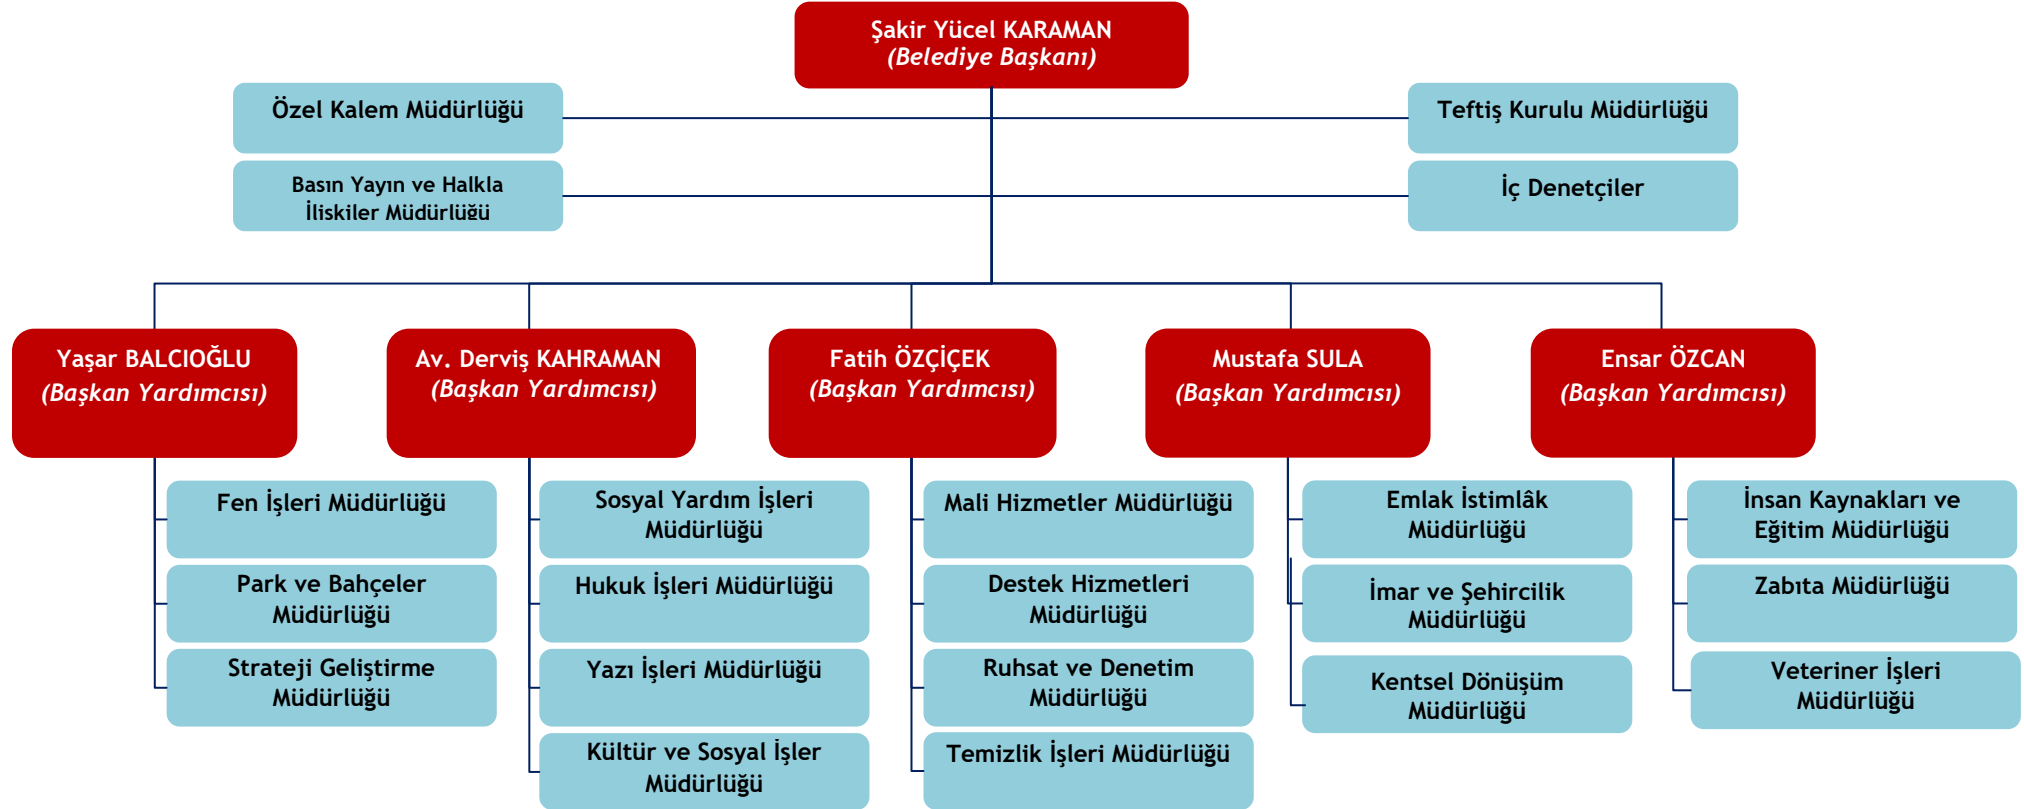 Şakir Yücel KARAMAN
(Belediye Başkanı)
Özel Kalem Müdürlüğü
Teftiş Kurulu Müdürlüğü
Basın Yayın ve Halkla
İliskiler Müdürlüğü
İç Denetçiler
Yaşar BALCIOĞLU
(Başkan Yardımcısı)
Av. Derviş KAHRAMAN
(Başkan Yardımcısı)
Fatih ÖZÇİÇEK
(Başkan Yardımcısı)
Mustafa SULA
(Başkan Yardımcısı)
Ensar ÖZCAN
(Başkan Yardımcısı)
Fen İşleri Müdürlüğü
Park ve Bahçeler
Müdürlüğü
Strateji Geliştirme
Müdürlüğü
Sosyal Yardım İşleri
Müdürlüğü
Hukuk İşleri Müdürlüğü
Yazı İşleri Müdürlüğü
Kültür ve Sosyal İşler
Müdürlüğü
Mali Hizmetler Müdürlüğü
Destek Hizmetleri
Müdürlüğü
Ruhsat ve Denetim
Müdürlüğü
Temizlik İşleri Müdürlüğü
Emlak İstimlâk
Müdürlüğü
İmar ve Şehircilik
Müdürlüğü
Kentsel Dönüşüm
Müdürlüğü
İnsan Kaynakları ve
Eğitim Müdürlüğü
Zabıta Müdürlüğü
Veteriner İşleri
Müdürlüğü